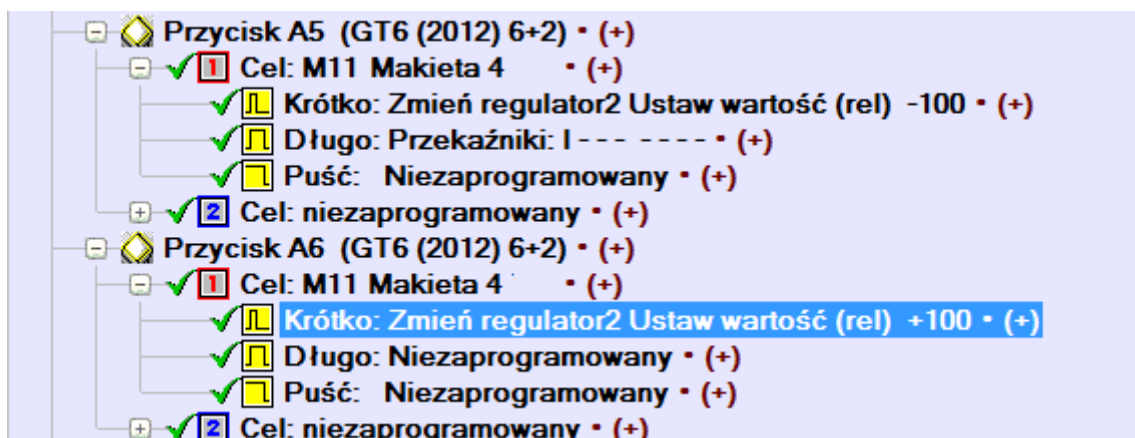 Przycisk A5 (GT6 (2012) 6+2) • (+)
1 Cel: M11 Makieta 4 • (+)
Krótko: Zmień regulator2 Ustaw wartość (rel) -100 • (+)
Długo: Przekaźniki: I - - - - - - - • (+)
Puść: Niezaprogramowany • (+)
2 Cel: niezaprogramowany • (+)
Przycisk A6 (GT6 (2012) 6+2) • (+)
1 Cel: M11 Makieta 4 • (+)
Krótko: Zmień regulator2 Ustaw wartość (rel) +100 • (+)
Długo: Niezaprogramowany • (+)
Puść: Niezaprogramowany • (+)
2 Cel: niezaprogramowany • (+)